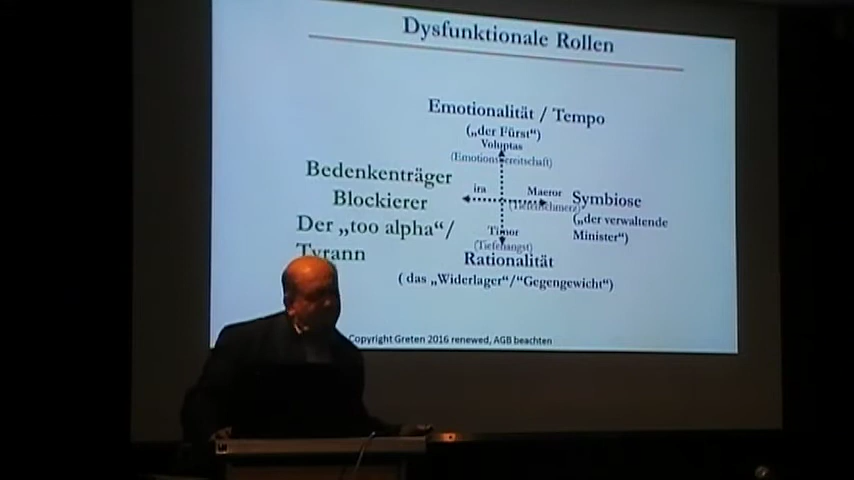 Dysfunktionale Rollen
Emotionalität / Tempo
(„der Fürst“)
Voluptas
(Emotionsbereitschaft)
Bedenkenträger
Blockierer
Der „too alpha“/
Tyrann
ira
Maeror
(Tiefenschmerz)
Symbiose
(„der verwaltende
Minister“)
Timor
(Tiefenangst)
Rationalität
( das „Widerlager“/“Gegengewicht“)
Copyright Greten 2016 renewed, AGB beachten